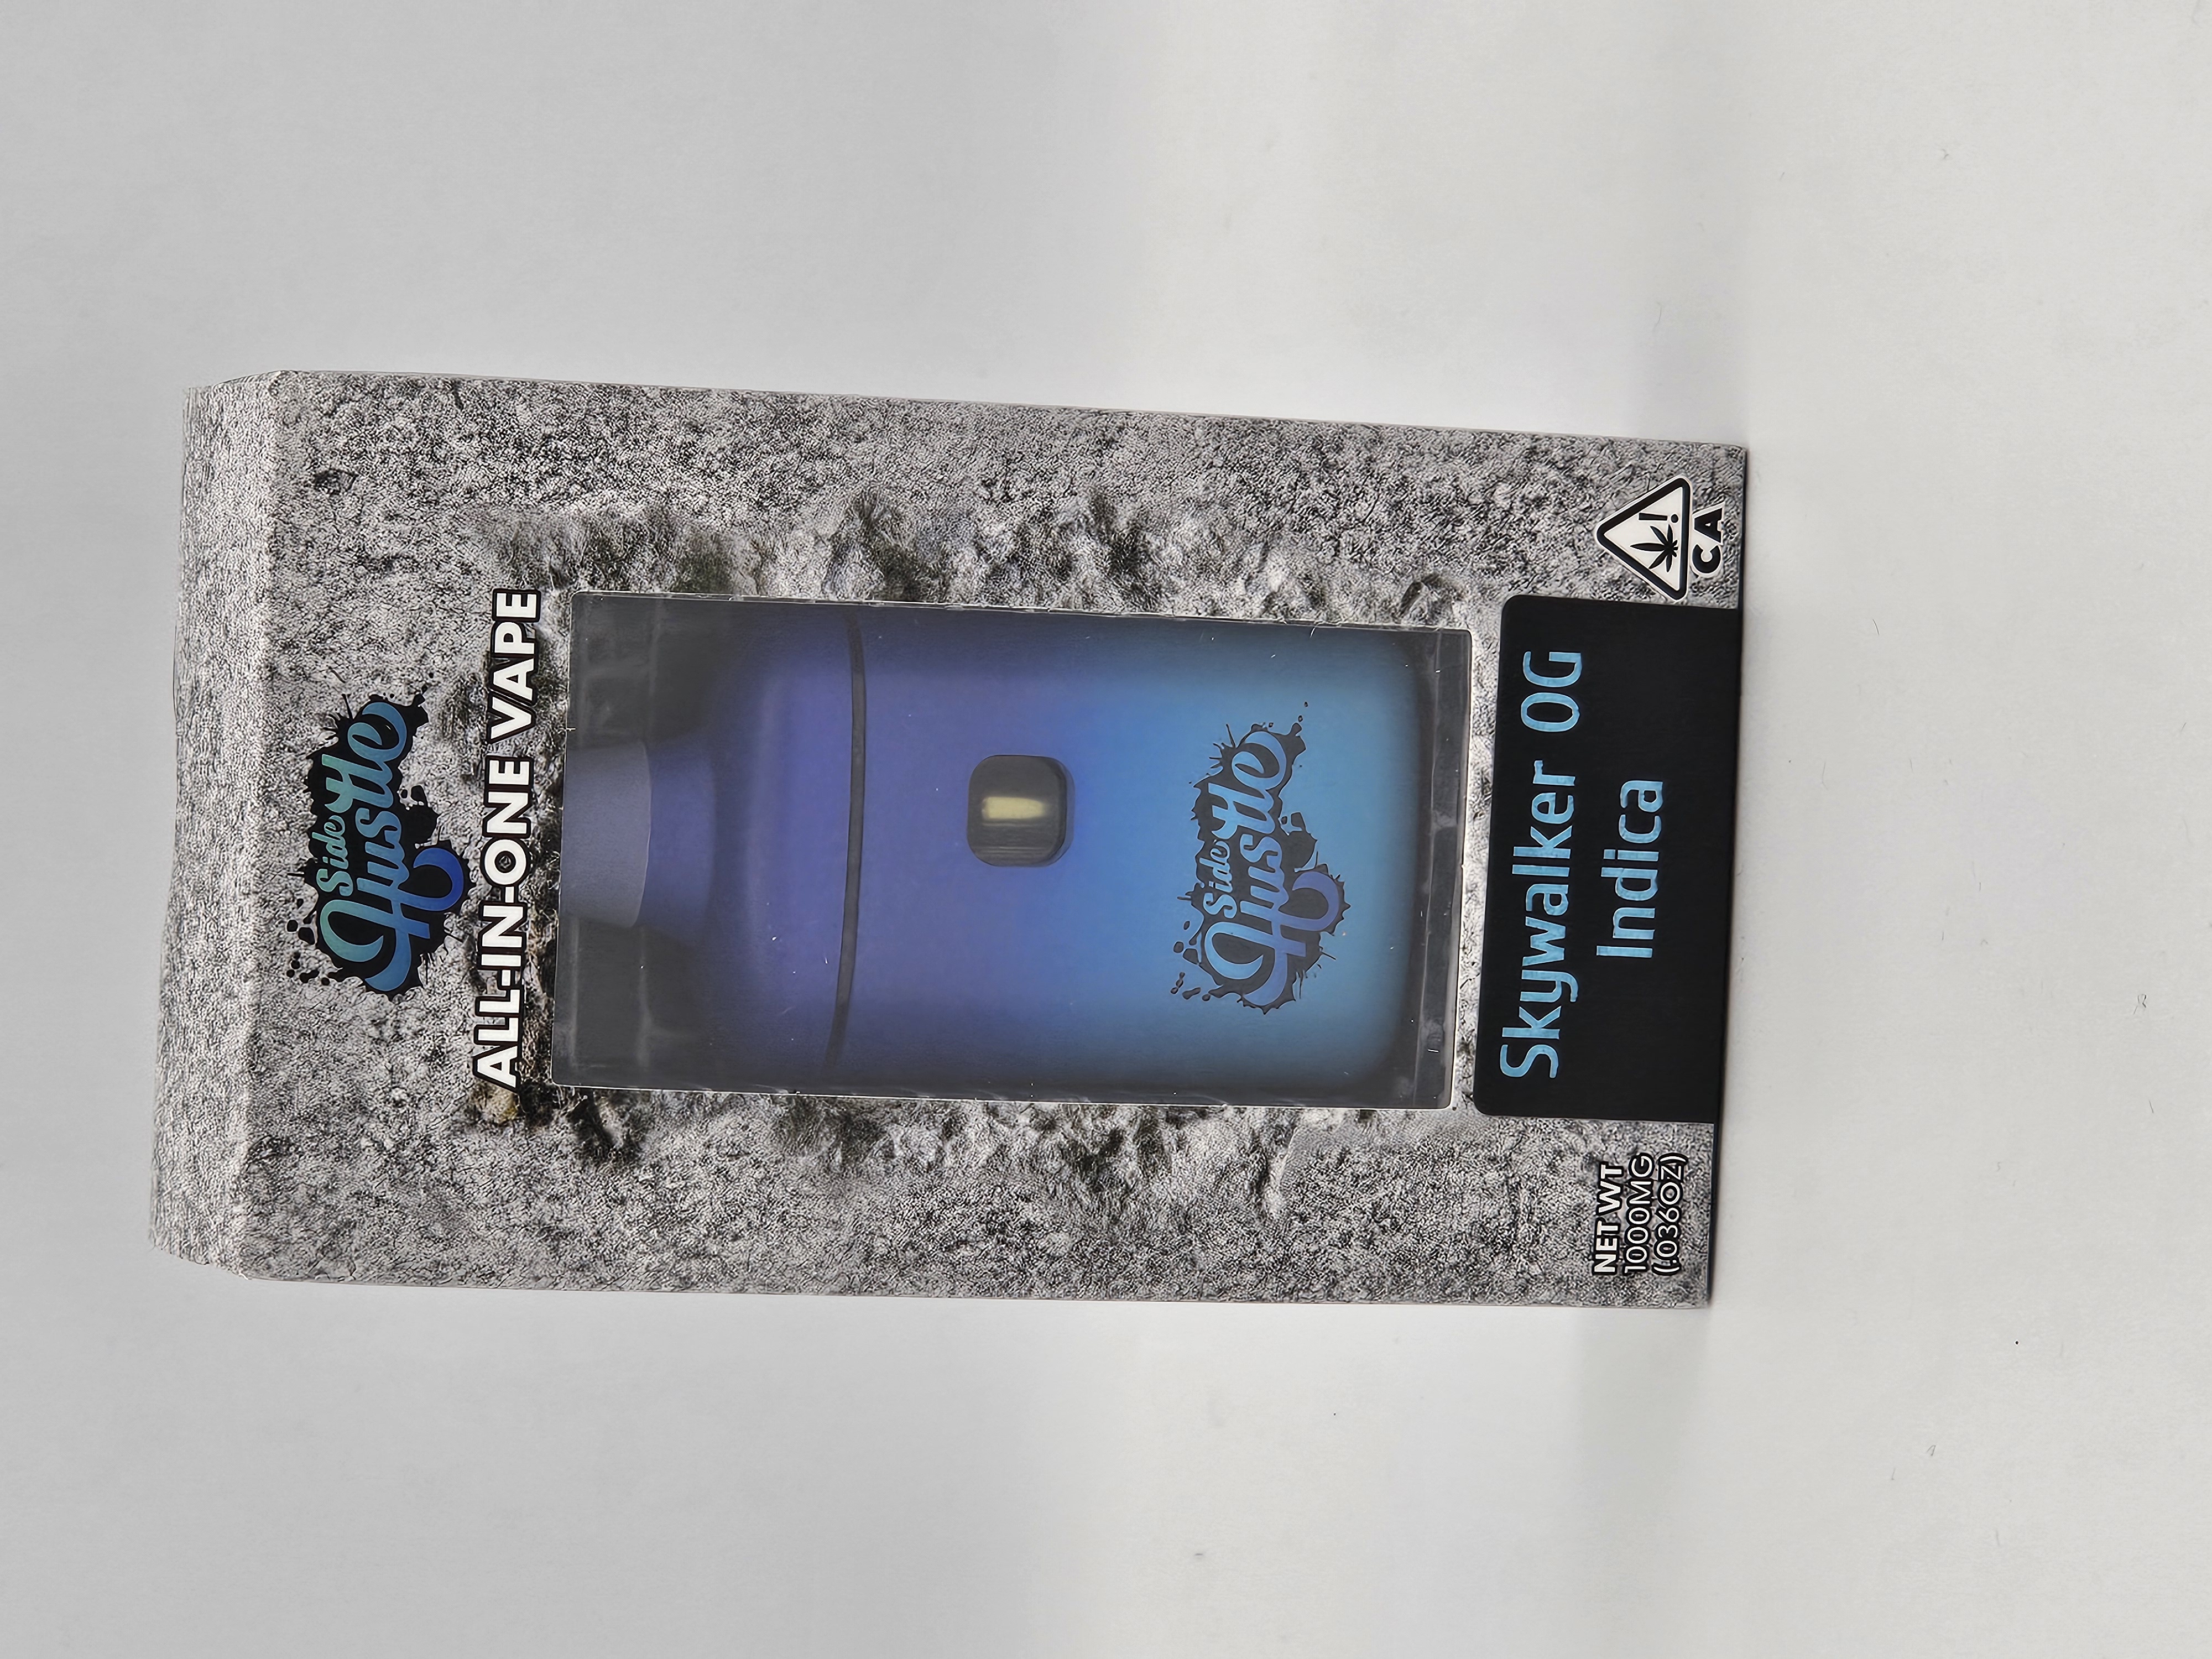 Side
Hustle
ALL-IN-ONE VAPE
Side
Hustle
Skywalker OG
Indica
NET WT
1000MG
(.036OZ)
!
CA